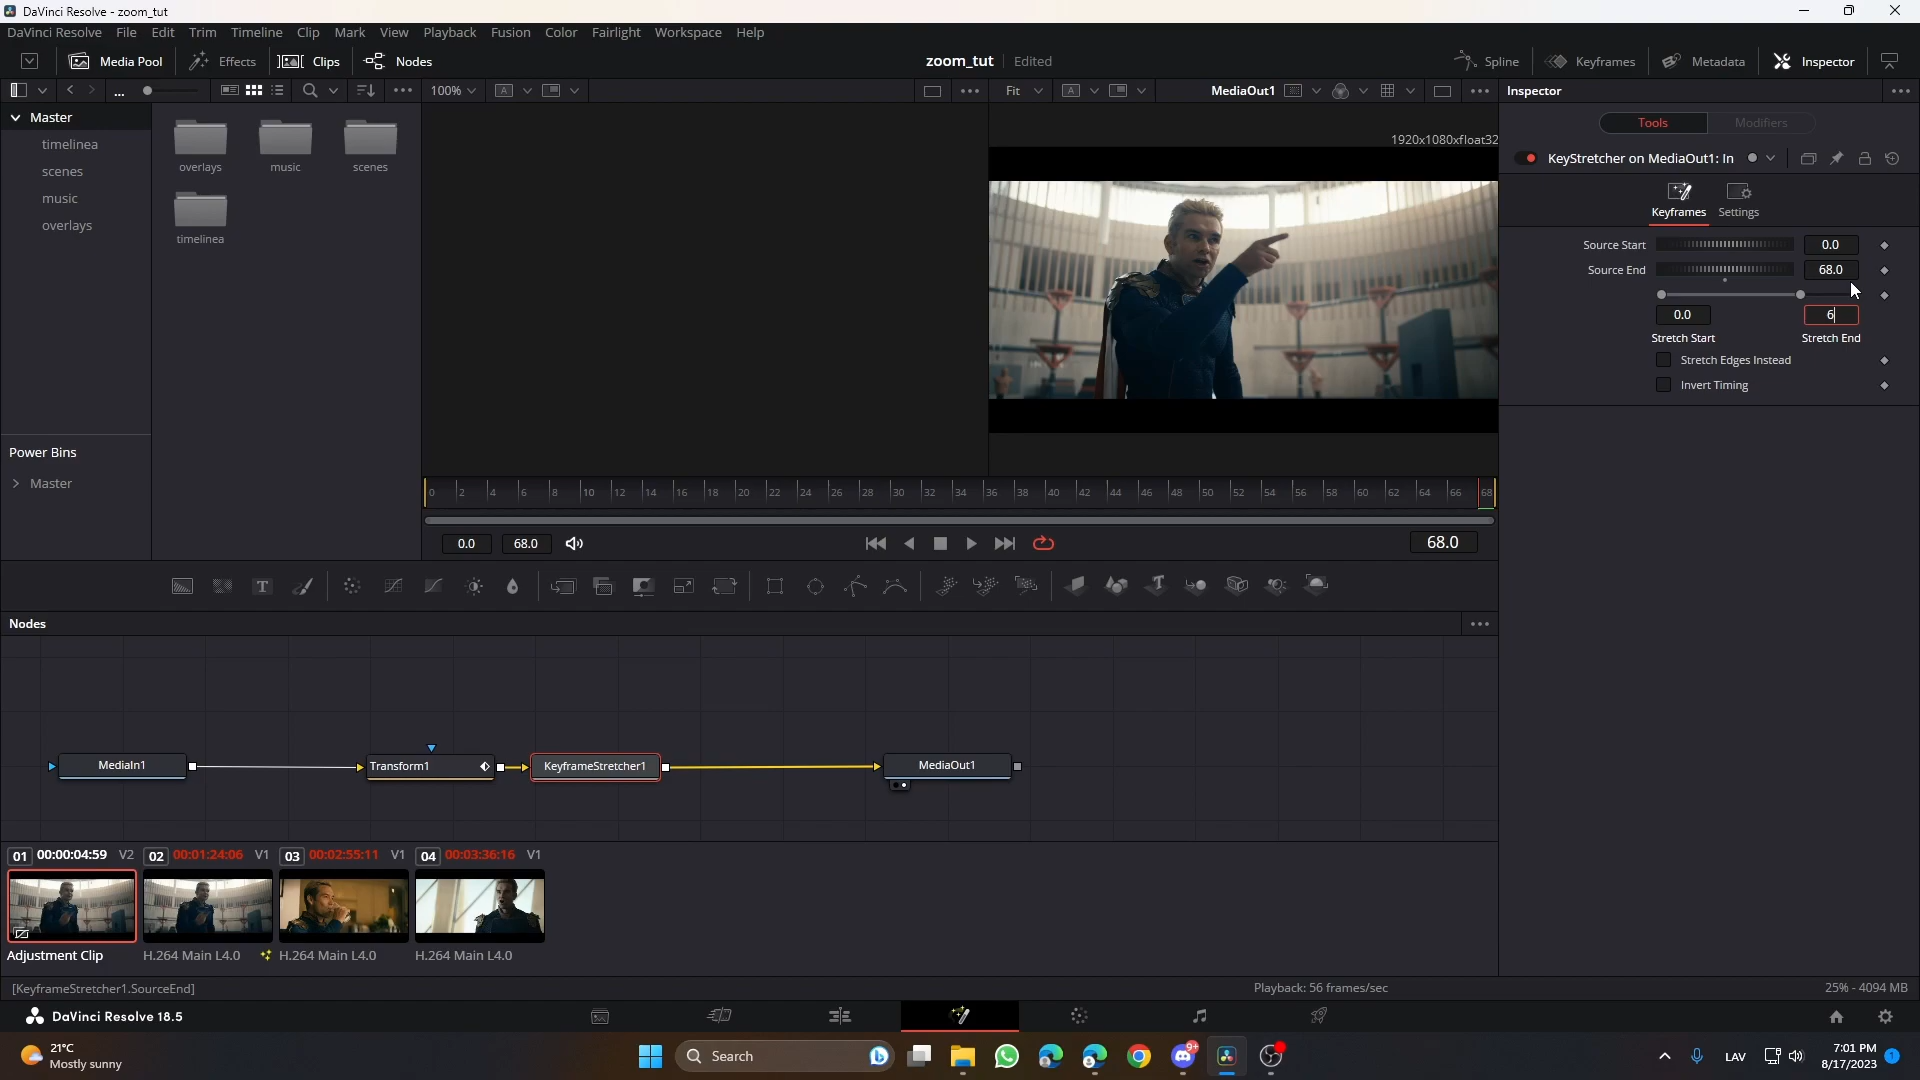 DaVinci Resolve - zoom_tut
DaVinci Resolve File Edit Trim Timeline Clip Mark View Playback Fusion Color Fairlight Workspace Help
Media Pool Effects Clips Nodes zoom_tut Edited Spline Keyframes Metadata Inspector
... 100% A Fit A MediaOut1 Inspector
Master
timelinea
scenes
music
overlays
overlays music scenes
timelinea
Power Bins
Master
1920x1080xfloat32
Tools Modifiers
KeyStretcher on MediaOut1: In
Keyframes Settings
Source Start 0.0
Source End 68.0
0.0 6
Stretch Start Stretch End
Stretch Edges Instead
Invert Timing
0 2 4 6 8 10 12 14 16 18 20 22 24 26 28 30 32 34 36 38 40 42 44 46 48 50 52 54 56 58 60 62 64 66 68
0.0 68.0 68.0
T T
Nodes
MediaIn1 Transform1 KeyframeStretcher1 MediaOut1
01 00:00:04:59 V2 02 00:01:24:06 V1 03 00:02:55:11 V1 04 00:03:36:16 V1
Adjustment Clip H.264 Main L4.0 H.264 Main L4.0 H.264 Main L4.0
[KeyframeStretcher1.SourceEnd] Playback: 56 frames/sec 25% - 4094 MB
DaVinci Resolve 18.5
21°C
Mostly sunny
Search
9+
LAV
7:01 PM
8/17/2023
1